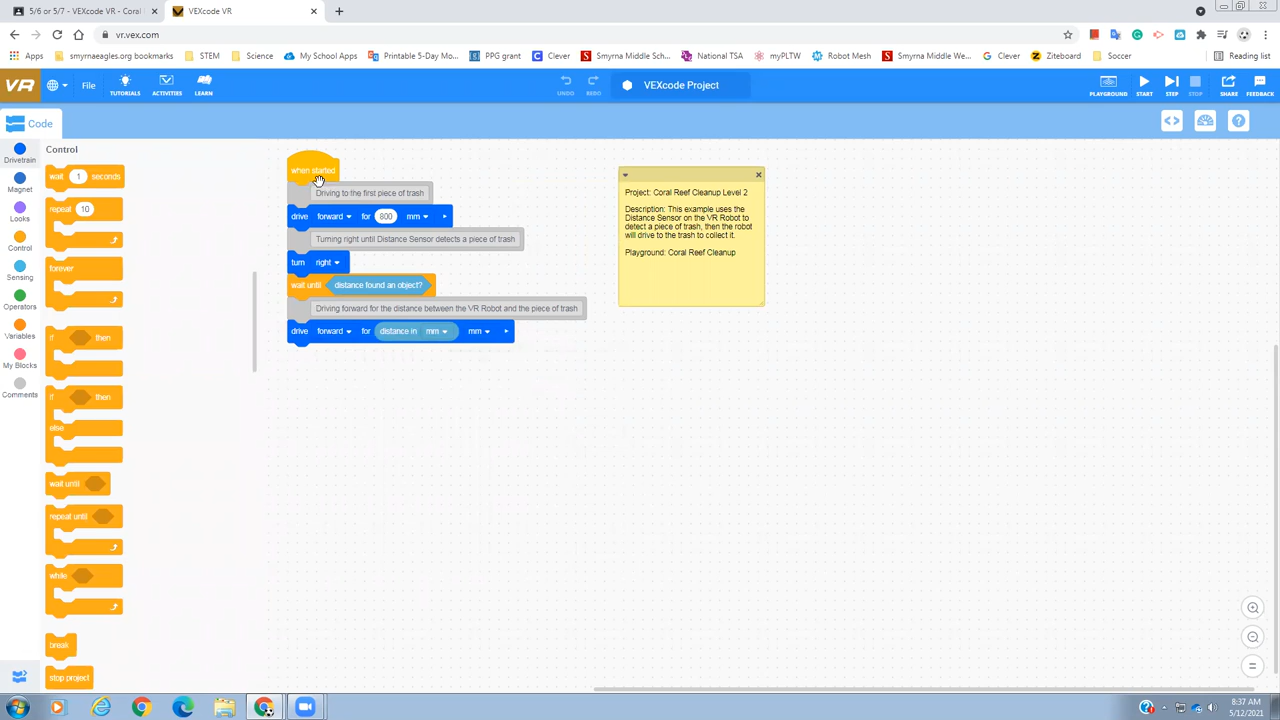 5/6 or 5/7 - VEXcode VR - Coral
VEXcode VR
vr.vex.com
Apps
smyrnaeagles.org bookmarks
STEM
Science
My School Apps
Printable 5-Day Mo...
PPG grant
Clever
Smyrna Middle Sch...
National TSA
myPLTW
Robot Mesh
Smyrna Middle We...
Clever
Ziteboard
Soccer
Reading list
VR
File
TUTORIALS
ACTIVITIES
LEARN
UNDO
REDO
VEXcode Project
PLAYGROUND
START
STEP
STOP
SHARE
FEEDBACK
Code
Drivetrain
Magnet
Looks
Control
Sensing
Operators
Variables
My Blocks
Comments
Control
wait 1 seconds
repeat 10
forever
if then
if then
else
wait until
repeat until
while
break
stop project
when started
Driving to the first piece of trash
drive forward for 800 mm
Turning right until Distance Sensor detects a piece of trash
turn right
wait until distance found an object?
Driving forward for the distance between the VR Robot and the piece of trash
drive forward for distance in mm mm
Project: Coral Reef Cleanup Level 2
Description: This example uses the
Distance Sensor on the VR Robot to
detect a piece of trash, then the robot
will drive to the trash to collect it.
Playground: Coral Reef Cleanup
8:37 AM
5/12/2021